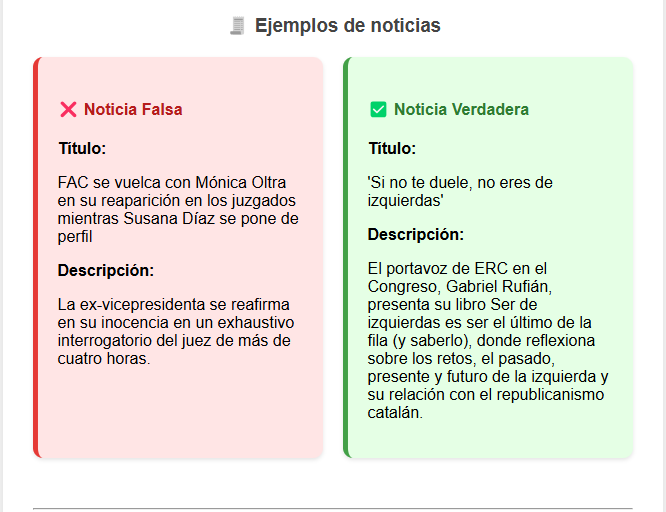 Ejemplos de noticias
Noticia Falsa
Título:
FAC se vuelca con Mónica Oltra
en su reaparición en los juzgados
mientras Susana Díaz se pone de
perfil
Descripción:
La ex-vicepresidenta se reafirma
en su inocencia en un exhaustivo
interrogatorio del juez de más de
cuatro horas.
Noticia Verdadera
Título:
'Si no te duele, no eres de
izquierdas'
Descripción:
El portavoz de ERC en el
Congreso, Gabriel Rufián,
presenta su libro Ser de
izquierdas es ser el último de la
fila (y saberlo), donde reflexiona
sobre los retos, el pasado,
presente y futuro de la izquierda y
su relación con el republicanismo
catalán.